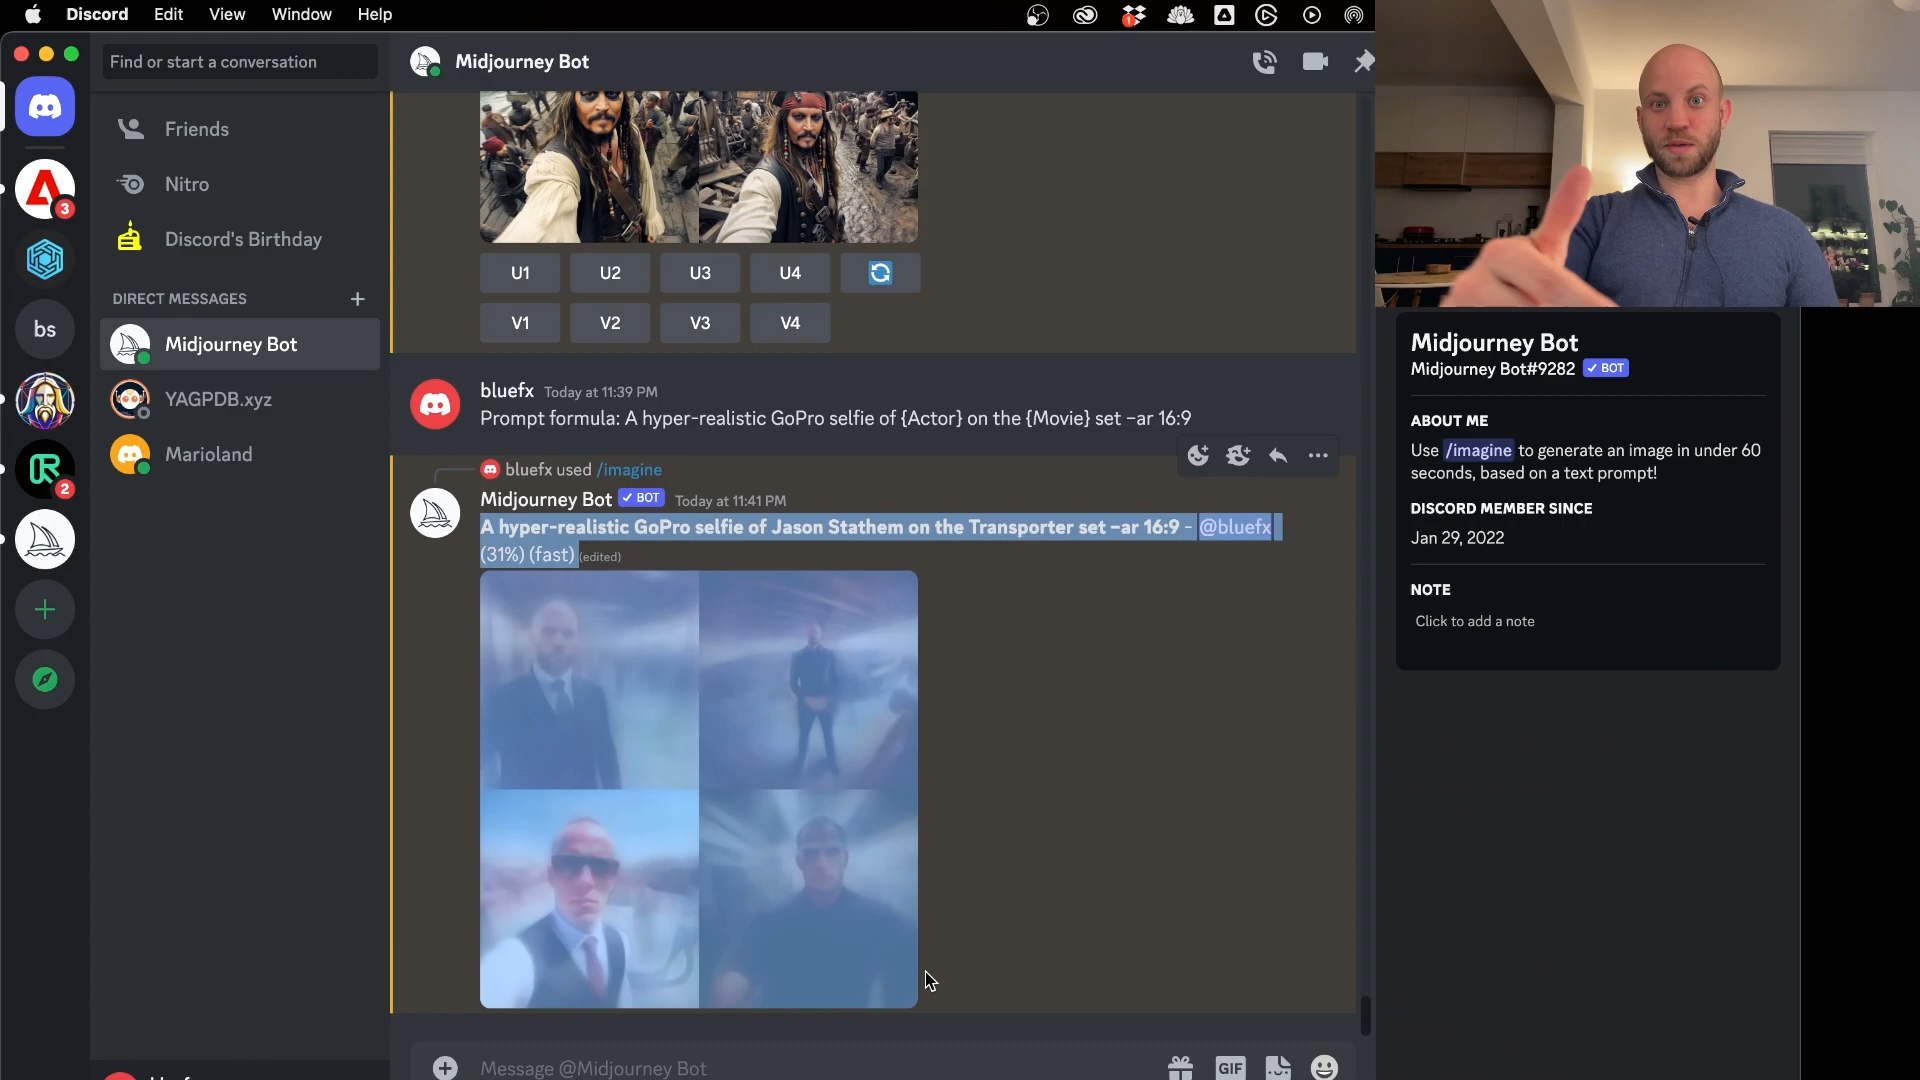 Discord Edit View Window Help
1
Find or start a conversation
Midjourney Bot
Friends
Nitro
3
Discord's Birthday
DIRECT MESSAGES
bs
Midjourney Bot
YAGPDB.xyz
Marioland
2
U1 U2 U3 U4
V1 V2 V3 V4
bluefx Today at 11:39 PM
Prompt formula: A hyper-realistic GoPro selfie of {Actor} on the {Movie} set –ar 16:9
bluefx used /imagine
Midjourney Bot ✓ BOT Today at 11:41 PM
A hyper-realistic GoPro selfie of Jason Stathem on the Transporter set –ar 16:9 - @bluefx
(31%) (fast) (edited)
Message @Midjourney Bot
GIF
Midjourney Bot
Midjourney Bot#9282 ✓ BOT
ABOUT ME
Use /imagine to generate an image in under 60
seconds, based on a text prompt!
DISCORD MEMBER SINCE
Jan 29, 2022
NOTE
Click to add a note